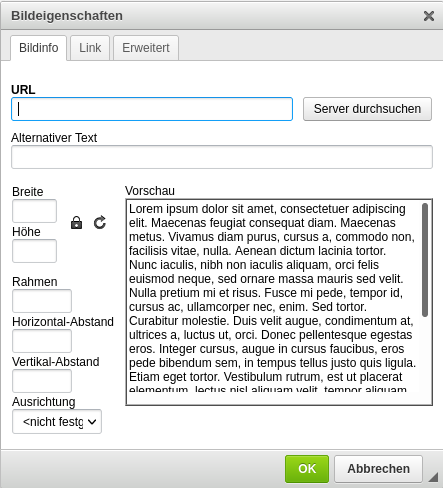 Bildeigenschaften
Bildinfo
Link
Erweitert
URL
Server durchsuchen
Alternativer Text
Breite
Höhe
Rahmen
Horizontal-Abstand
Vertikal-Abstand
Ausrichtung
<nicht festg
Vorschau
Lorem ipsum dolor sit amet, consectetuer adipiscing
elit. Maecenas feugiat consequat diam. Maecenas
metus. Vivamus diam purus, cursus a, commodo non,
facilisis vitae, nulla. Aenean dictum lacinia tortor.
Nunc iaculis, nibh non iaculis aliquam, orci felis
euismod neque, sed ornare massa mauris sed velit.
Nulla pretium mi et risus. Fusce mi pede, tempor id,
cursus ac, ullamcorper nec, enim. Sed tortor.
Curabitur molestie. Duis velit augue, condimentum at,
ultrices a, luctus ut, orci. Donec pellentesque egestas
eros. Integer cursus, augue in cursus faucibus, eros
pede bibendum sem, in tempus tellus justo quis ligula.
Etiam eget tortor. Vestibulum rutrum, est ut placerat
elementum, lectus nisl aliquam velit, tempor aliquam
OK
Abbrechen